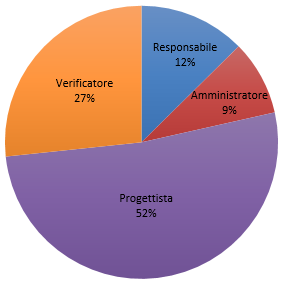 Responsabile
12%
Amministratore
9%
Progettista
52%
Verificatore
27%